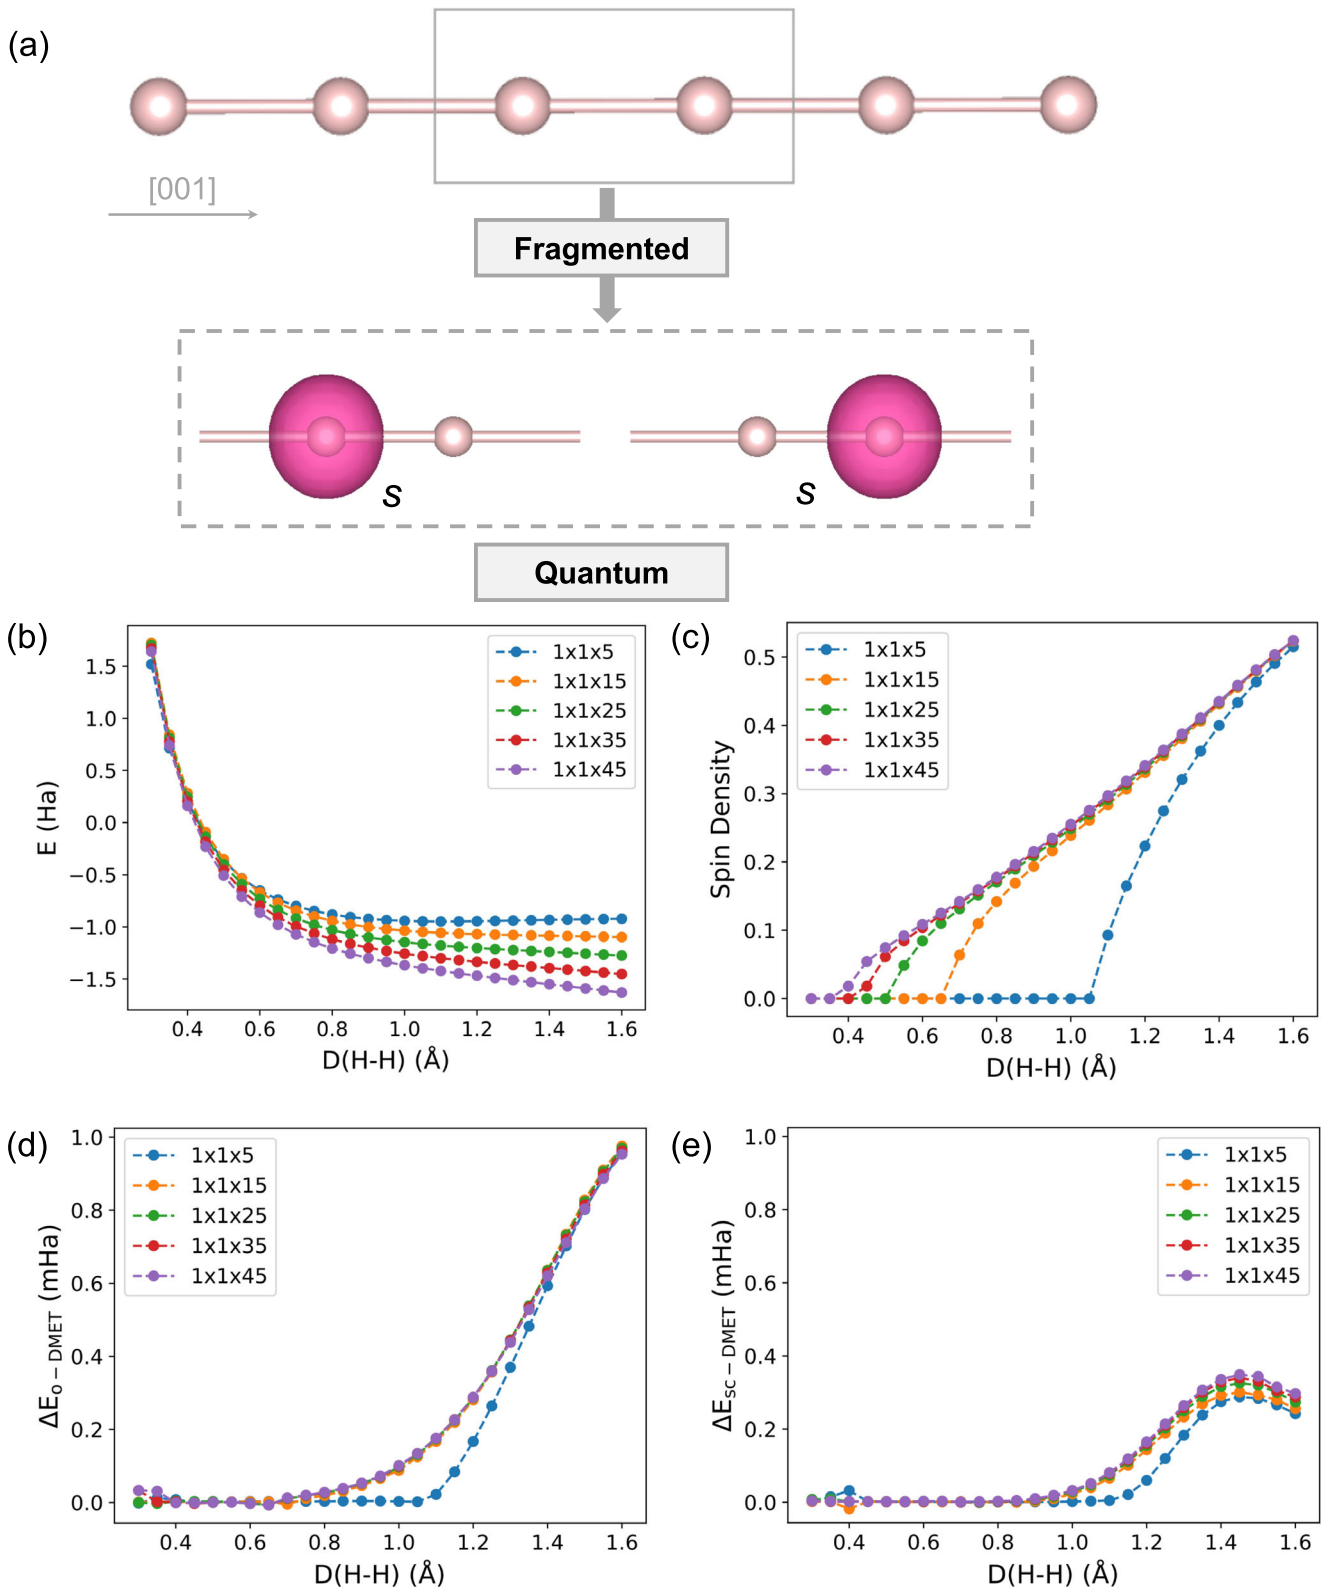 (a)
[001]
Fragmented
s
s
Quantum
(b)
1.5
1.0
0.5
0.0
−0.5
−1.0
−1.5
E (Ha)
0.4 0.6 0.8 1.0 1.2 1.4 1.6
D(H-H) (Å)
1x1x5
1x1x15
1x1x25
1x1x35
1x1x45
(c)
0.5
0.4
0.3
0.2
0.1
0.0
Spin Density
0.4 0.6 0.8 1.0 1.2 1.4 1.6
D(H-H) (Å)
1x1x5
1x1x15
1x1x25
1x1x35
1x1x45
(d)
1.0
0.8
0.6
0.4
0.2
0.0
ΔEo−DMET (mHa)
0.4 0.6 0.8 1.0 1.2 1.4 1.6
D(H-H) (Å)
1x1x5
1x1x15
1x1x25
1x1x35
1x1x45
(e)
1.0
0.8
0.6
0.4
0.2
0.0
ΔEsc−DMET (mHa)
0.4 0.6 0.8 1.0 1.2 1.4 1.6
D(H-H) (Å)
1x1x5
1x1x15
1x1x25
1x1x35
1x1x45